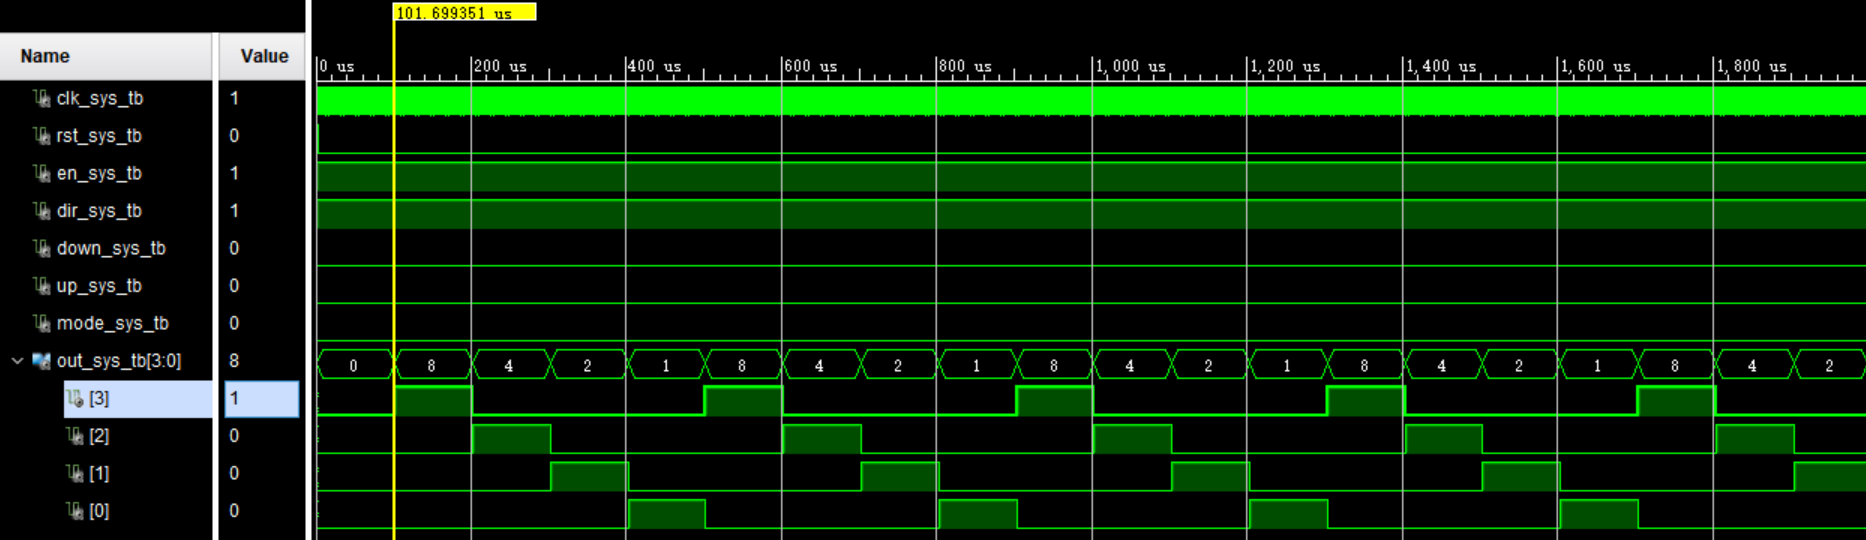 101.699351 us
Name Value
0 us 200 us 400 us 600 us 800 us 1,000 us 1,200 us 1,400 us 1,600 us 1,800 us
clk_sys_tb 1
rst_sys_tb 0
en_sys_tb 1
dir_sys_tb 1
down_sys_tb 0
up_sys_tb 0
mode_sys_tb 0
out_sys_tb[3:0] 8 0 8 4 2 1 8 4 2 1 8 4 2 1 8 4 2 1 8 4 2
[3] 1
[2] 0
[1] 0
[0] 0